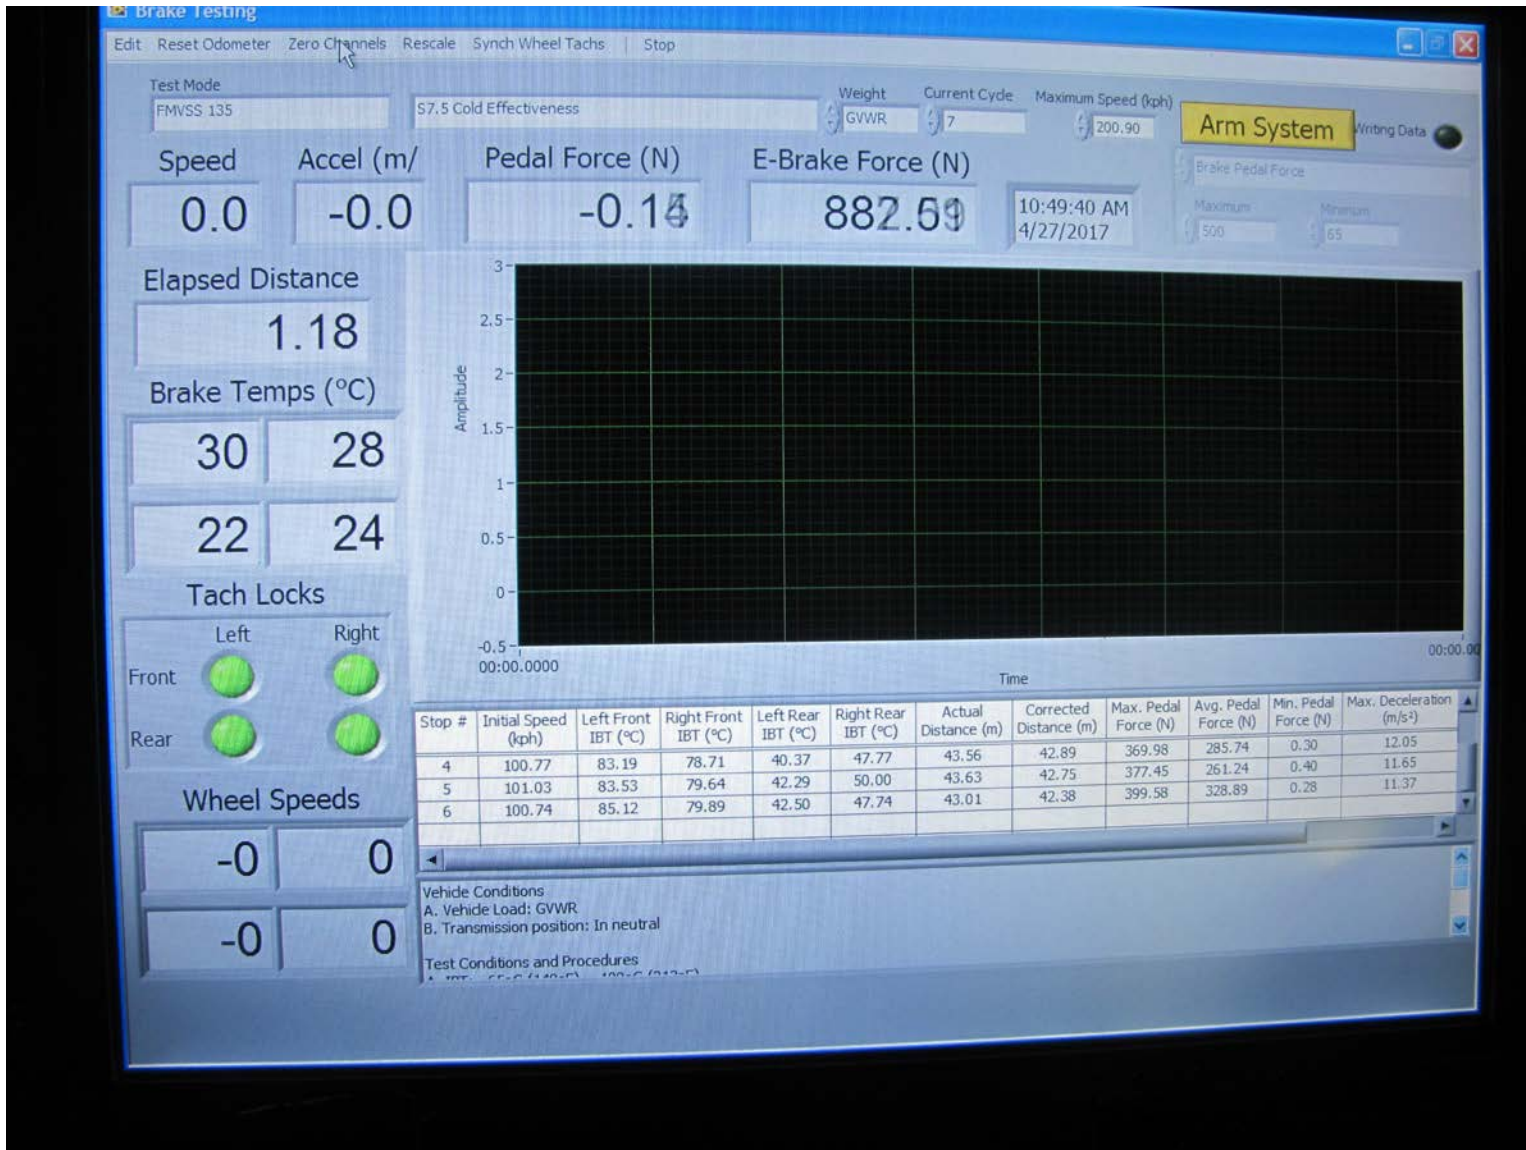 Brake Testing
Edit Reset Odometer Zero Channels Rescale Synch Wheel Tachs | Stop
Test Mode
FMVSS 135
S7.5 Cold Effectiveness
Weight
GVWR
Current Cycle
7
Maximum Speed (kph)
200.90
Arm System
Writing Data
Brake Pedal Force
Maximum
500
Minimum
65
Speed
0.0
Accel (m/
-0.0
Pedal Force (N)
E-Brake Force (N)
10:49:40 AM
4/27/2017
Elapsed Distance
1.18
Brake Temps (°C)
30 28
22 24
Tach Locks
Left Right
Front
Rear
Wheel Speeds
-0 0
-0 0
Amplitude
3
2.5
2
1.5
1
0.5
0
-0.5
00:00.0000
00:00.00
Time
Stop # Initial Speed (kph) Left Front IBT (°C) Right Front IBT (°C) Left Rear IBT (°C) Right Rear IBT (°C) Actual Distance (m) Corrected Distance (m) Max. Pedal Force (N) Avg. Pedal Force (N) Min. Pedal Force (N) Max. Deceleration (m/s²)
4 100.77 83.19 78.71 40.37 47.77 43.56 42.89 369.98 285.74 0.30 12.05
5 101.03 83.53 79.64 42.29 50.00 43.63 42.75 377.45 261.24 0.40 11.65
6 100.74 85.12 79.89 42.50 47.74 43.01 42.38 399.58 328.89 0.28 11.37
Vehicle Conditions
A. Vehicle Load: GVWR
B. Transmission position: In neutral
Test Conditions and Procedures